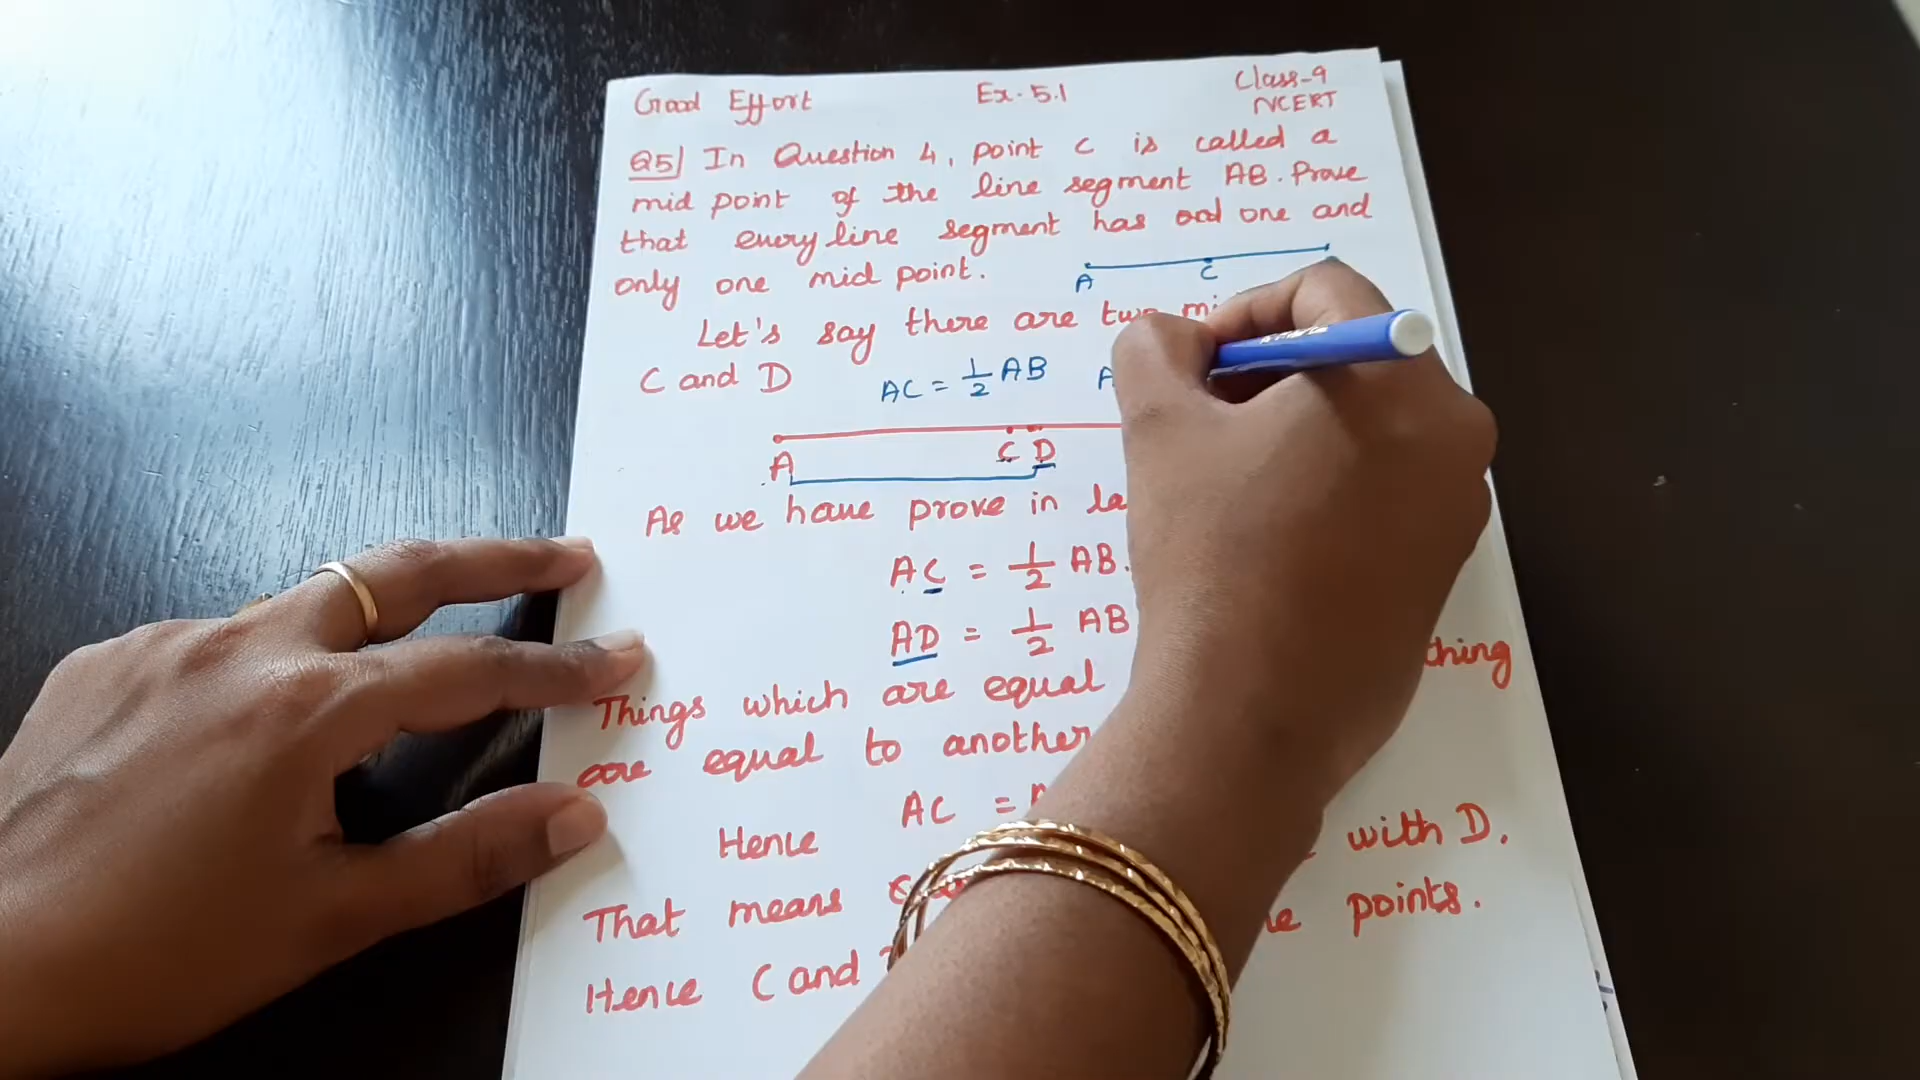 Good Effort Ex. 5.1 Class-9
NCERT
Q5) In Question 4, point C is called a
mid point of the line segment AB. Prove
that every line segment has one and
only one mid point.
A C
Let's say there are two
C and D AC = 1/2 AB A
A C D
As we have prove in
AC = 1/2 AB.
AD = 1/2 AB
Things which are equal thing
are equal to another
AC =
Hence with D.
That means points.
Hence C and